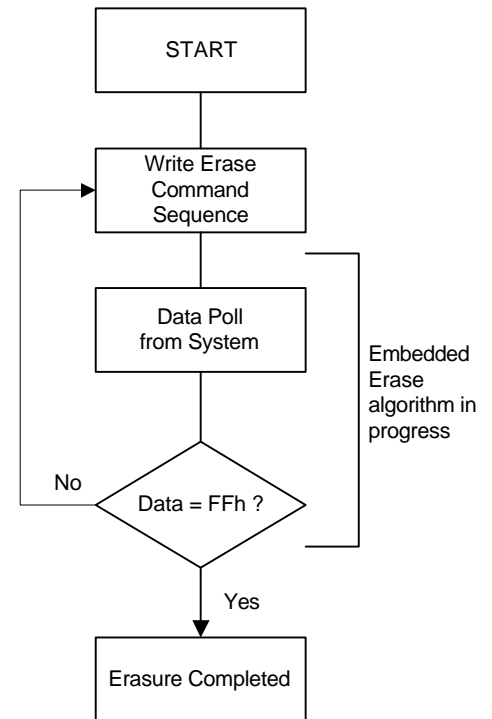 START
Write Erase
Command
Sequence
Data Poll
from System
Embedded
Erase
algorithm in
progress
No
Data = FFh ?
Yes
Erasure Completed